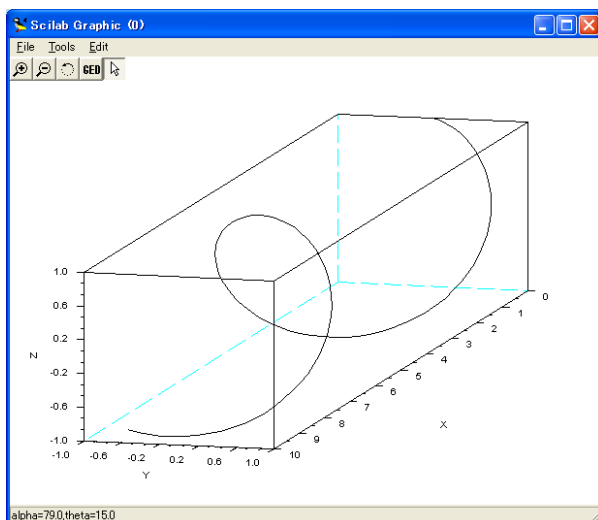 Scilab Graphic (0)
File Tools Edit
GED
1.0
0.6
0.2
-0.2
-0.6
-1.0
Z
-1.0 -0.6 -0.2 0.2 0.6 1.0
Y
10 9 8 7 6 5 4 3 2 1 0
X
alpha=79.0,theta=15.0